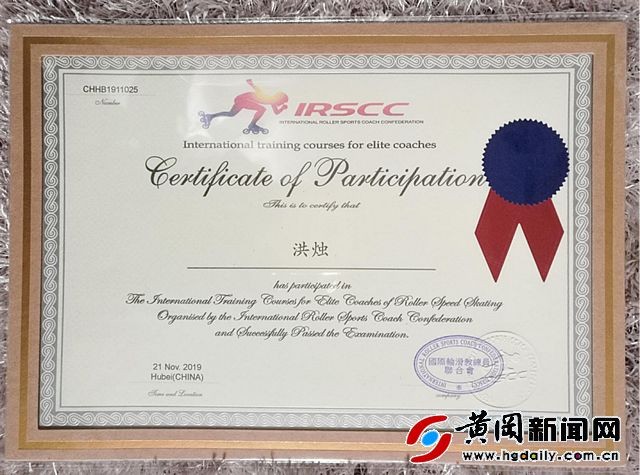 CHHB1911025
Number
IRSCC
INTERNATIONAL ROLLER SPORTS COACH CONFEDERATION
International training courses for elite coaches
Certificate of Participation
This is to certify that
洪烛
has participated in
The International Training Courses for Elite Coaches of Roller Speed Skating
Organised by the International Roller Sports Coach Confederation
and Successfully Passed the Examination.
21 Nov. 2019
Hubei(CHINA)
Time and Location
國際輪滑教練員
聯合會
company
黄冈新闻网
www.hgdaily.com.cn